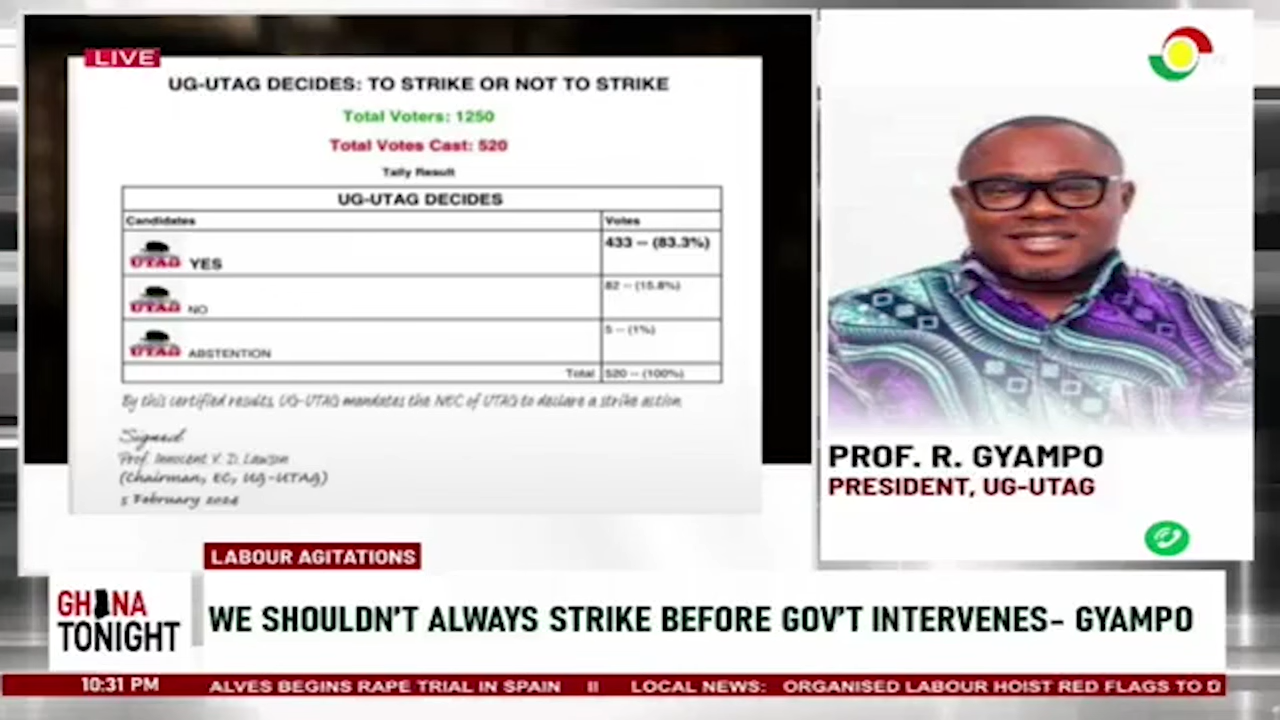 LIVE
UG-UTAG DECIDES: TO STRIKE OR NOT TO STRIKE
Total Voters: 1250
Total Votes Cast: 520
Tally Result
UG-UTAG DECIDES
Candidates Votes
UTAG YES 433 -- (83.3%)
UTAG NO 82 -- (15.8%)
UTAG ABSTENTION 5 -- (1%)
Total 520 -- (100%)
By this certified results, UG-UTAG mandates the NEC of UTAG to declare a strike action
Signed
Prof. Innocent Y. D. Lawson
(Chairman, EC, UG-UTAG)
5 February 2024
PROF. R. GYAMPO
PRESIDENT, UG-UTAG
LABOUR AGITATIONS
GHANA
TONIGHT
WE SHOULDN'T ALWAYS STRIKE BEFORE GOV'T INTERVENES- GYAMPO
10:31 PM ALVES BEGINS RAPE TRIAL IN SPAIN II LOCAL NEWS: ORGANISED LABOUR HOIST RED FLAGS TO D